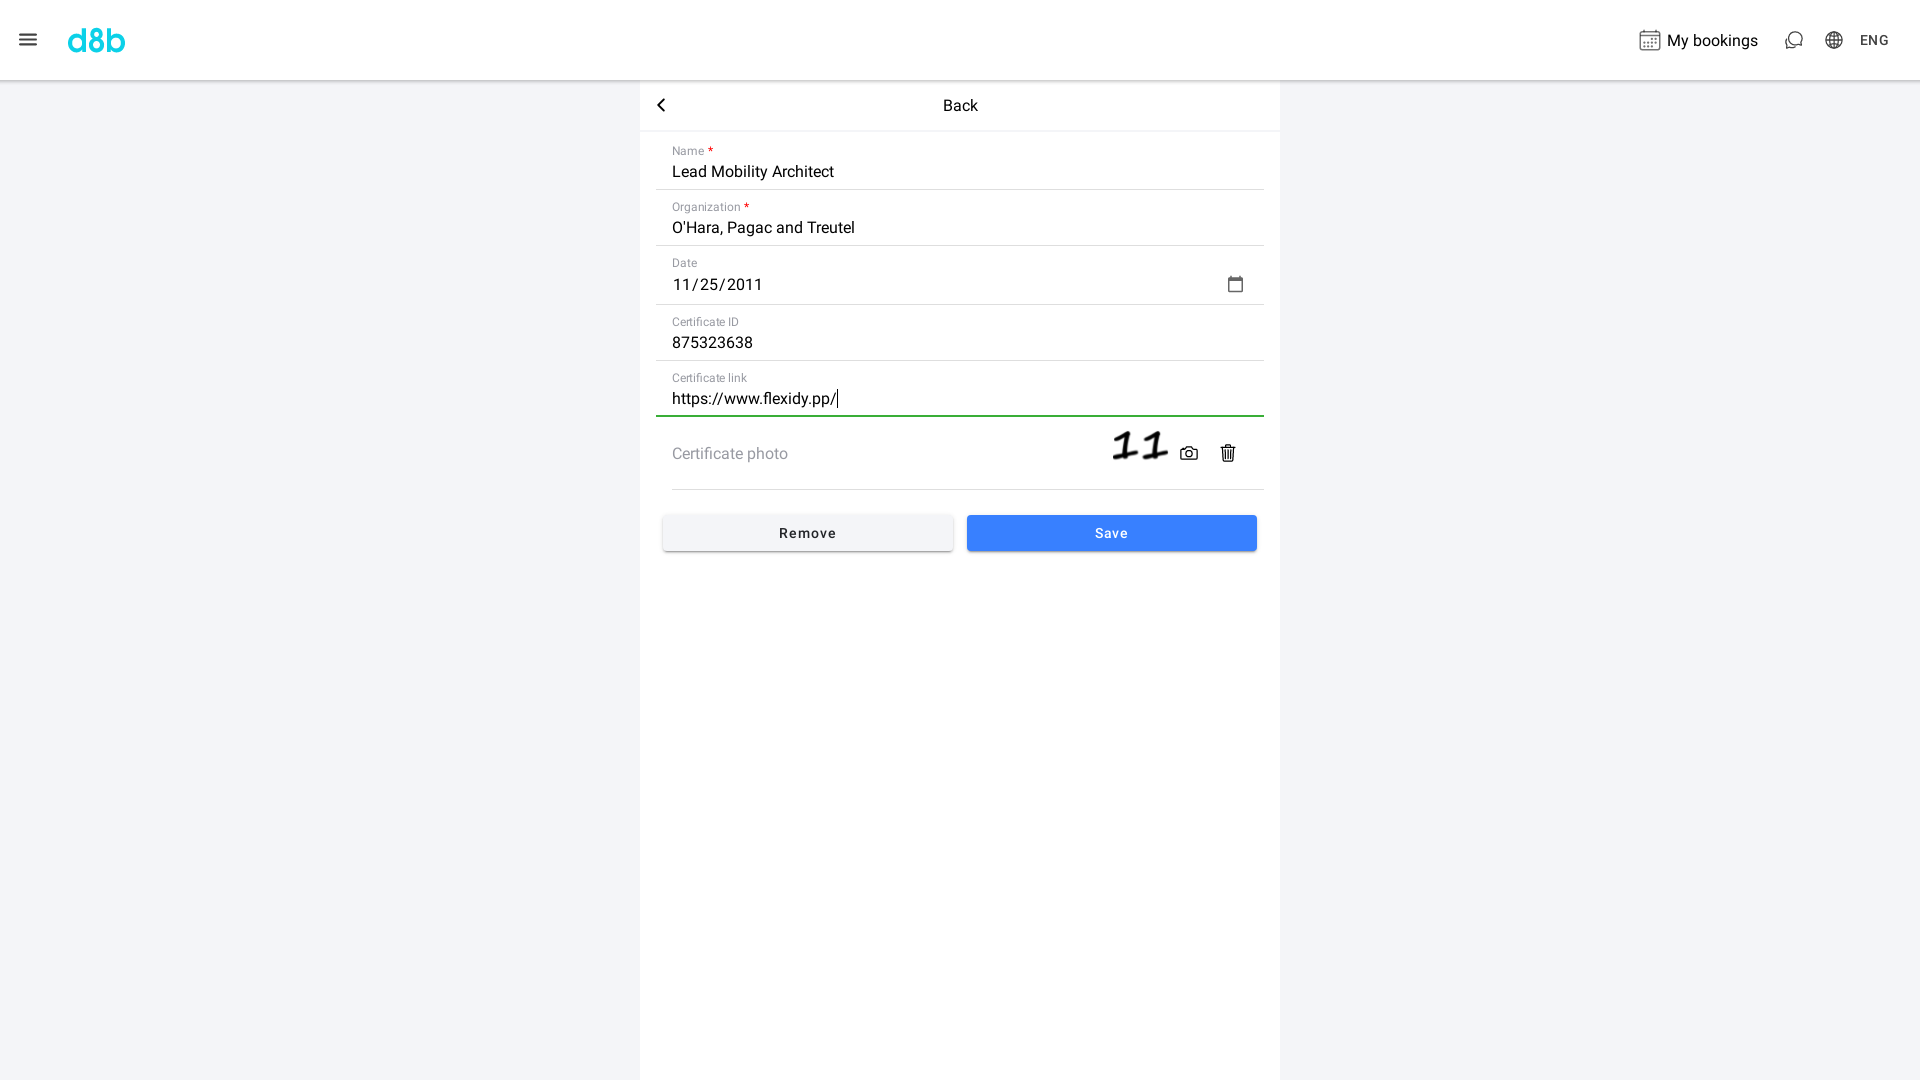 d8b
My bookings
ENG
Back
Name *
Lead Mobility Architect
Organization *
O'Hara, Pagac and Treutel
Date
11/25/2011
Certificate ID
875323638
Certificate link
https://www.flexidy.pp/
Certificate photo
11
Remove
Save